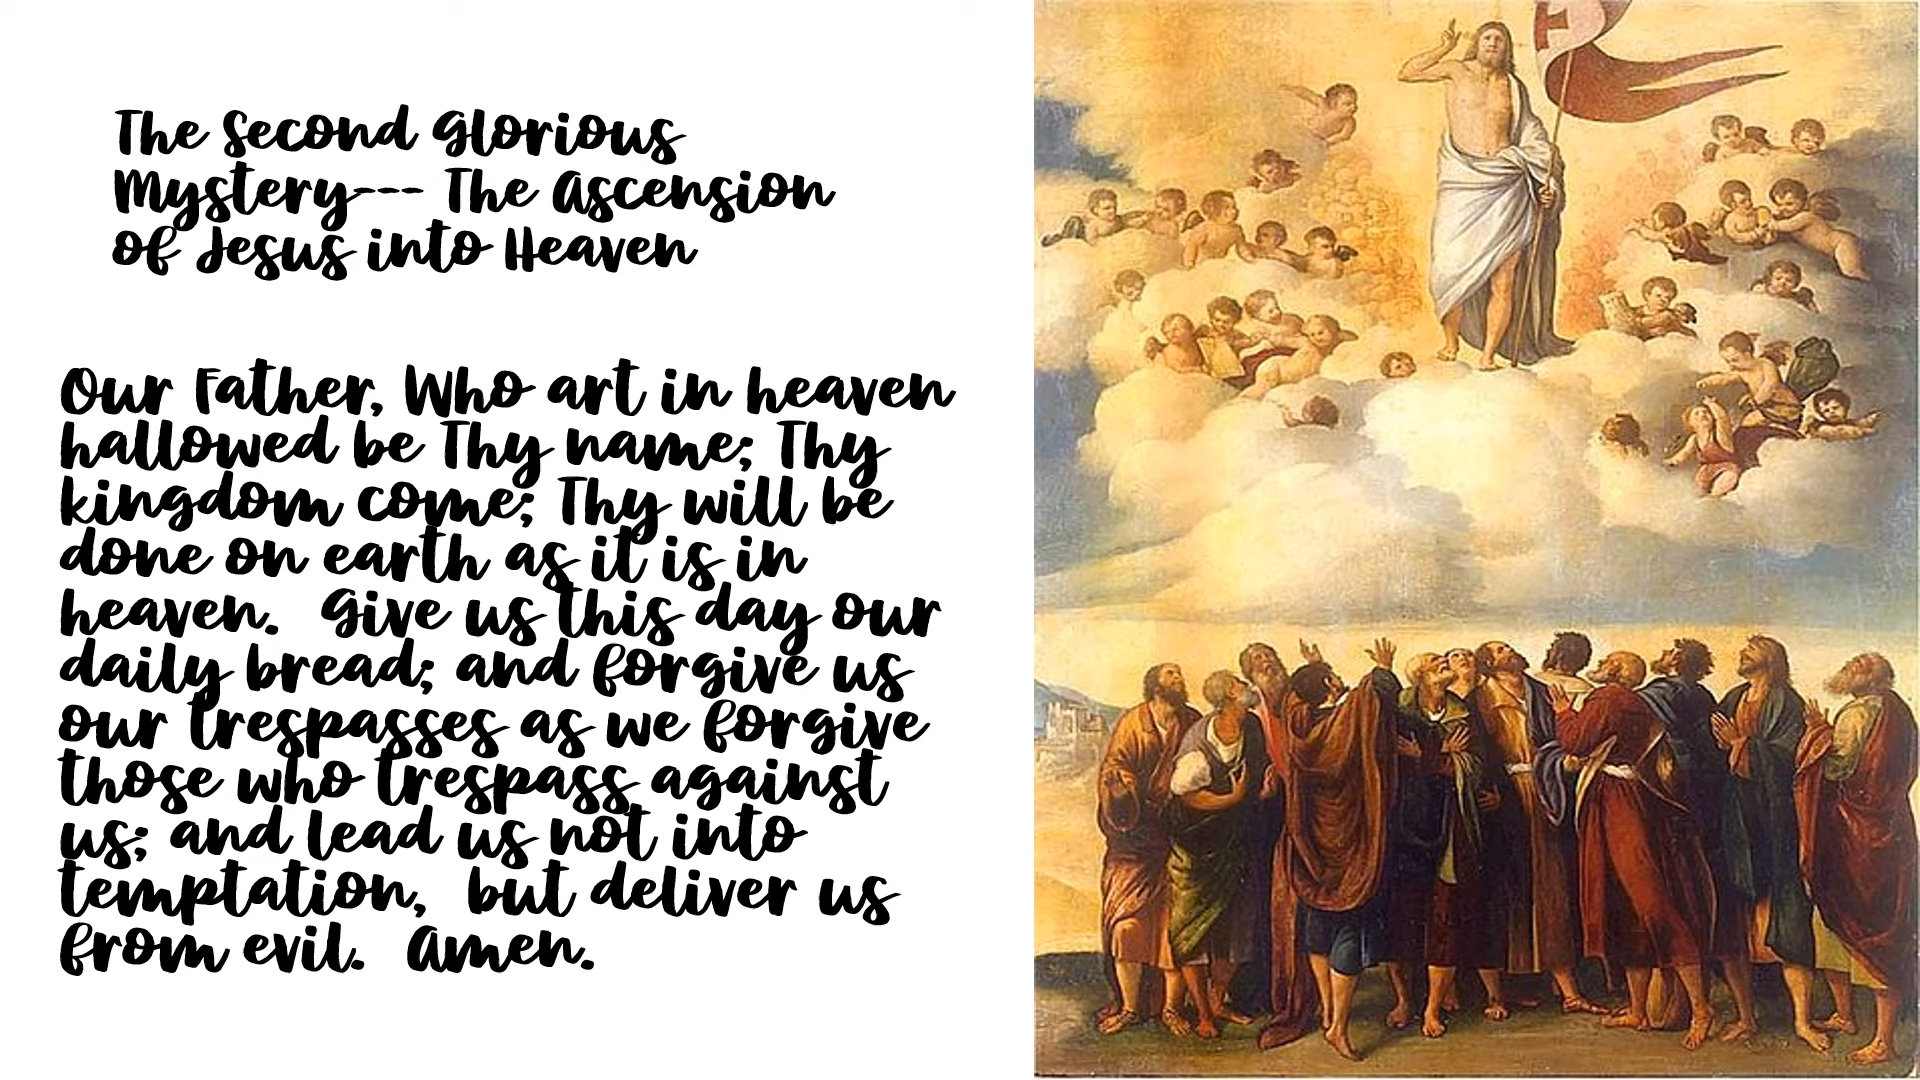 The Second Glorious
Mystery--- The Ascension
of Jesus into Heaven
Our Father, Who art in heaven
hallowed be Thy name; Thy
kingdom come; Thy will be
done on earth as it is in
heaven.  Give us this day our
daily bread; and forgive us
our trespasses as we forgive
those who trespass against
us; and lead us not into
temptation,  but deliver us
from evil.  Amen.